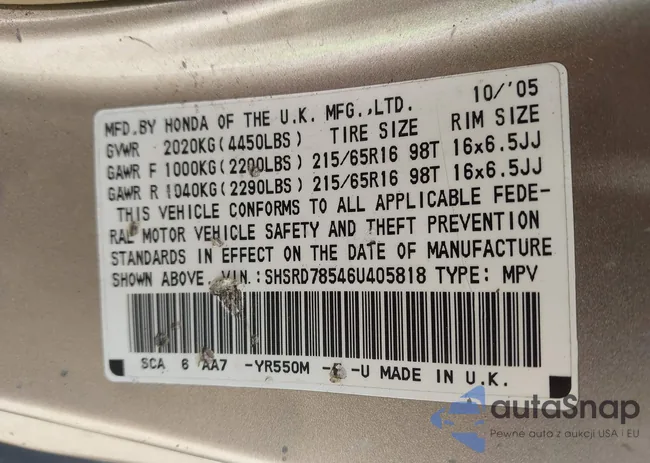 MFD.BY HONDA OF THE U.K. MFG.,LTD. 10/'05
GVWR 2020KG(4450LBS) TIRE SIZE RIM SIZE
GAWR F 1000KG(2200LBS) 215/65R16 98T 16x6.5JJ
GAWR R 1040KG(2290LBS) 215/65R16 98T 16x6.5JJ
THIS VEHICLE CONFORMS TO ALL APPLICABLE FEDE-
RAL MOTOR VEHICLE SAFETY AND THEFT PREVENTION
STANDARDS IN EFFECT ON THE DATE OF MANUFACTURE
SHOWN ABOVE. VIN.:SHSRD78546U405818 TYPE: MPV
SCA 6 AA7 -YR550M - -U MADE IN U.K.
autaSnap
Pewne auta z aukcji USA i EU